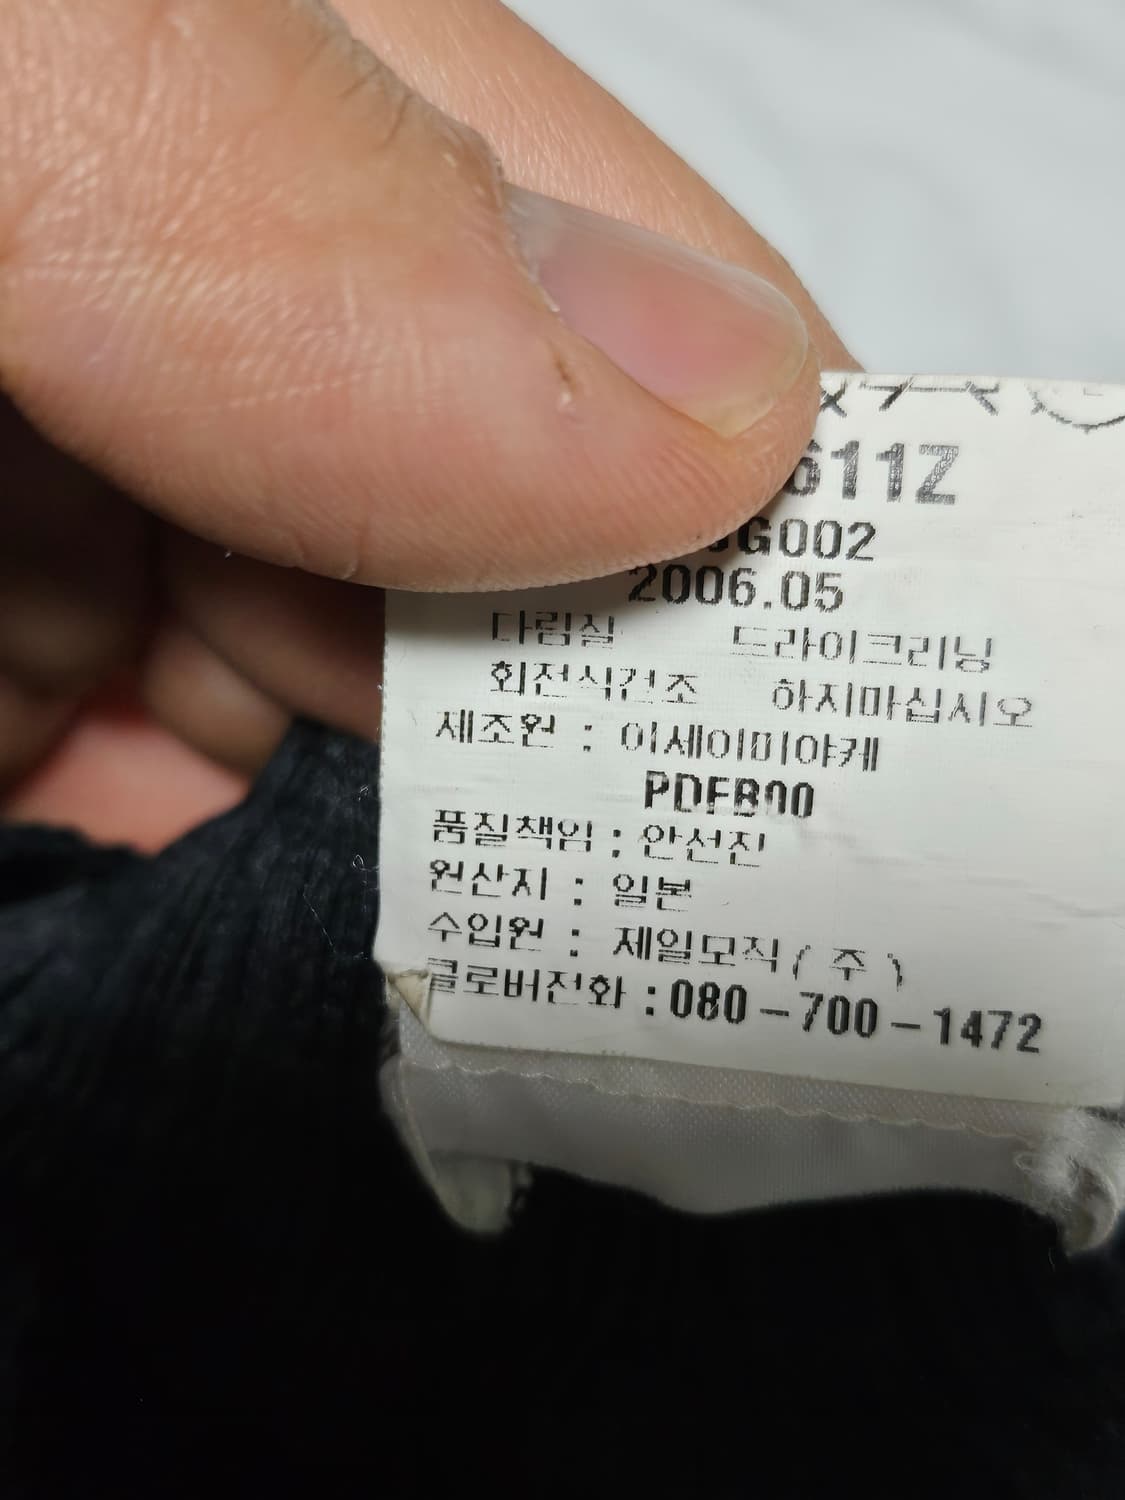 611Z
G002
2006.05
다림질 드라이크리닝
회전식건조 하지마십시오
제조원 : 이세이미야케
PDFB00
품질책임 : 안선진
원산지 : 일본
수입원 : 제일모직(주)
클로버전화 : 080-700-1472